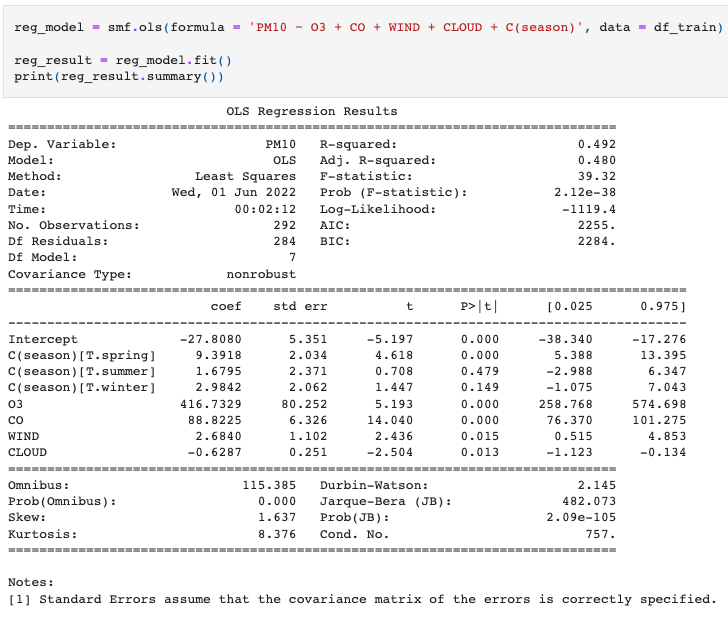 reg_model = smf.ols(formula = 'PM10 ~ O3 + CO + WIND + CLOUD + C(season)', data = df_train)
reg_result = reg_model.fit()
print(reg_result.summary())
OLS Regression Results
==============================================================================
Dep. Variable: PM10 R-squared: 0.492
Model: OLS Adj. R-squared: 0.480
Method: Least Squares F-statistic: 39.32
Date: Wed, 01 Jun 2022 Prob (F-statistic): 2.12e-38
Time: 00:02:12 Log-Likelihood: -1119.4
No. Observations: 292 AIC: 2255.
Df Residuals: 284 BIC: 2284.
Df Model: 7
Covariance Type: nonrobust
=======================================================================================
coef std err t P>|t| [0.025 0.975]
---------------------------------------------------------------------------------------
Intercept -27.8080 5.351 -5.197 0.000 -38.340 -17.276
C(season)[T.spring] 9.3918 2.034 4.618 0.000 5.388 13.395
C(season)[T.summer] 1.6795 2.371 0.708 0.479 -2.988 6.347
C(season)[T.winter] 2.9842 2.062 1.447 0.149 -1.075 7.043
O3 416.7329 80.252 5.193 0.000 258.768 574.698
CO 88.8225 6.326 14.040 0.000 76.370 101.275
WIND 2.6840 1.102 2.436 0.015 0.515 4.853
CLOUD -0.6287 0.251 -2.504 0.013 -1.123 -0.134
==============================================================================
Omnibus: 115.385 Durbin-Watson: 2.145
Prob(Omnibus): 0.000 Jarque-Bera (JB): 482.073
Skew: 1.637 Prob(JB): 2.09e-105
Kurtosis: 8.376 Cond. No. 757.
==============================================================================
Notes:
[1] Standard Errors assume that the covariance matrix of the errors is correctly specified.